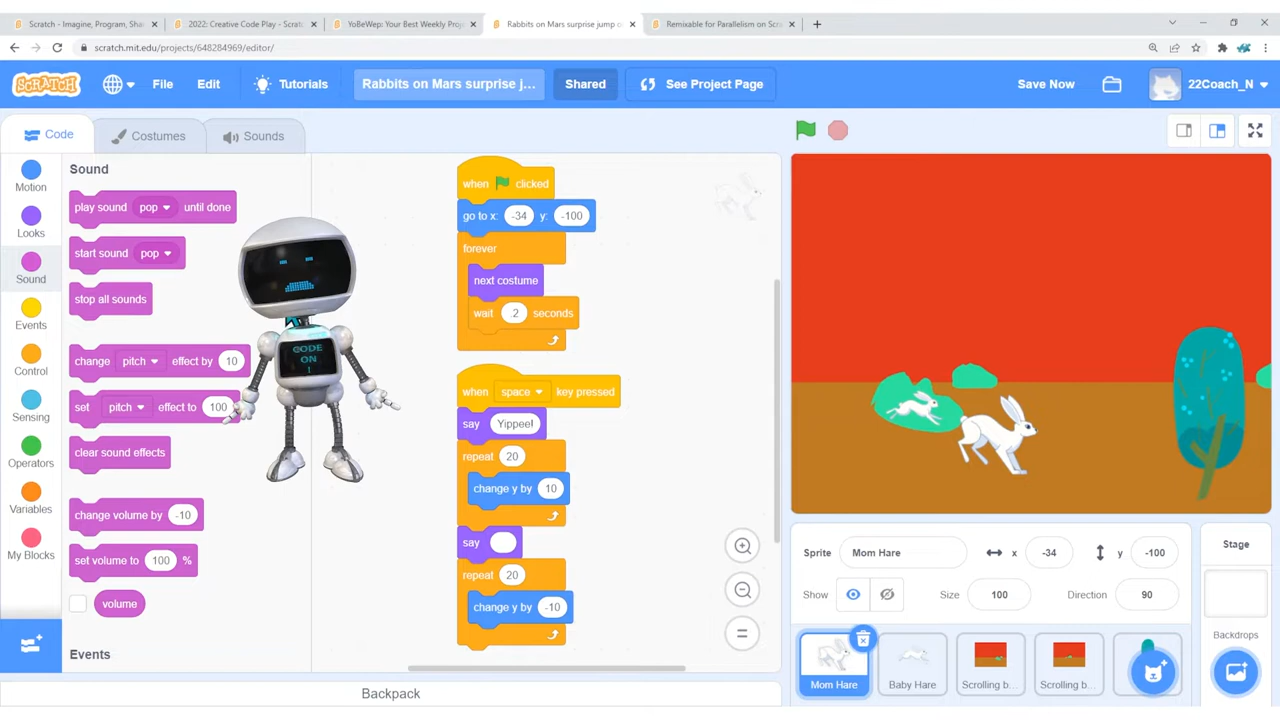 Scratch - Imagine, Program, Sha
2022: Creative Code Play - Scratc
YoBeWep: Your Best Weekly Proje
Rabbits on Mars surprise jump o
Remixable for Parallelism on Scra
scratch.mit.edu/projects/648284969/editor/
SCRATCH
File
Edit
Tutorials
Rabbits on Mars surprise j...
Shared
See Project Page
Save Now
22Coach_N
Code
Costumes
Sounds
Motion
Looks
Sound
Events
Control
Sensing
Operators
Variables
My Blocks
Sound
play sound pop until done
start sound pop
stop all sounds
change pitch effect by 10
set pitch effect to 100
clear sound effects
change volume by -10
set volume to 100 %
volume
Events
CODE
ON
!
when clicked
go to x: -34 y: -100
forever
next costume
wait .2 seconds
when space key pressed
say Yippee!
repeat 20
change y by 10
say
repeat 20
change y by -10
Backpack
Sprite Mom Hare x -34 y -100
Show Size 100 Direction 90
Mom Hare
Baby Hare
Scrolling b...
Scrolling b...
Stage
Backdrops